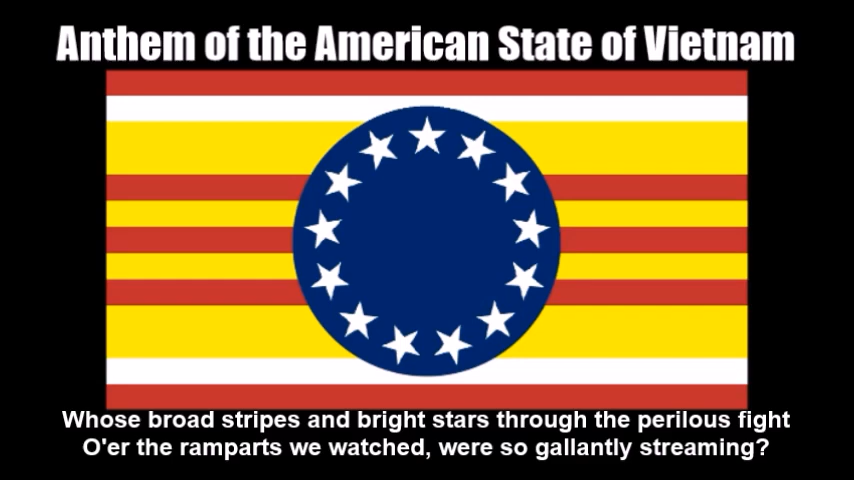 Anthem of the American State of Vietnam
Whose broad stripes and bright stars through the perilous fight
O'er the ramparts we watched, were so gallantly streaming?